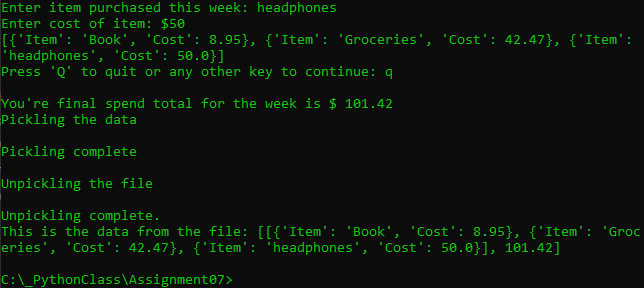 Enter item purchased this week: headphones
Enter cost of item: $50
[{'Item': 'Book', 'Cost': 8.95}, {'Item': 'Groceries', 'Cost': 42.47}, {'Item':
'headphones', 'Cost': 50.0}]
Press 'Q' to quit or any other key to continue: q
You're final spend total for the week is $ 101.42
Pickling the data
Pickling complete
Unpickling the file
Unpickling complete.
This is the data from the file: [[{'Item': 'Book', 'Cost': 8.95}, {'Item': 'Groc
eries', 'Cost': 42.47}, {'Item': 'headphones', 'Cost': 50.0}], 101.42]
C:\_PythonClass\Assignment07>